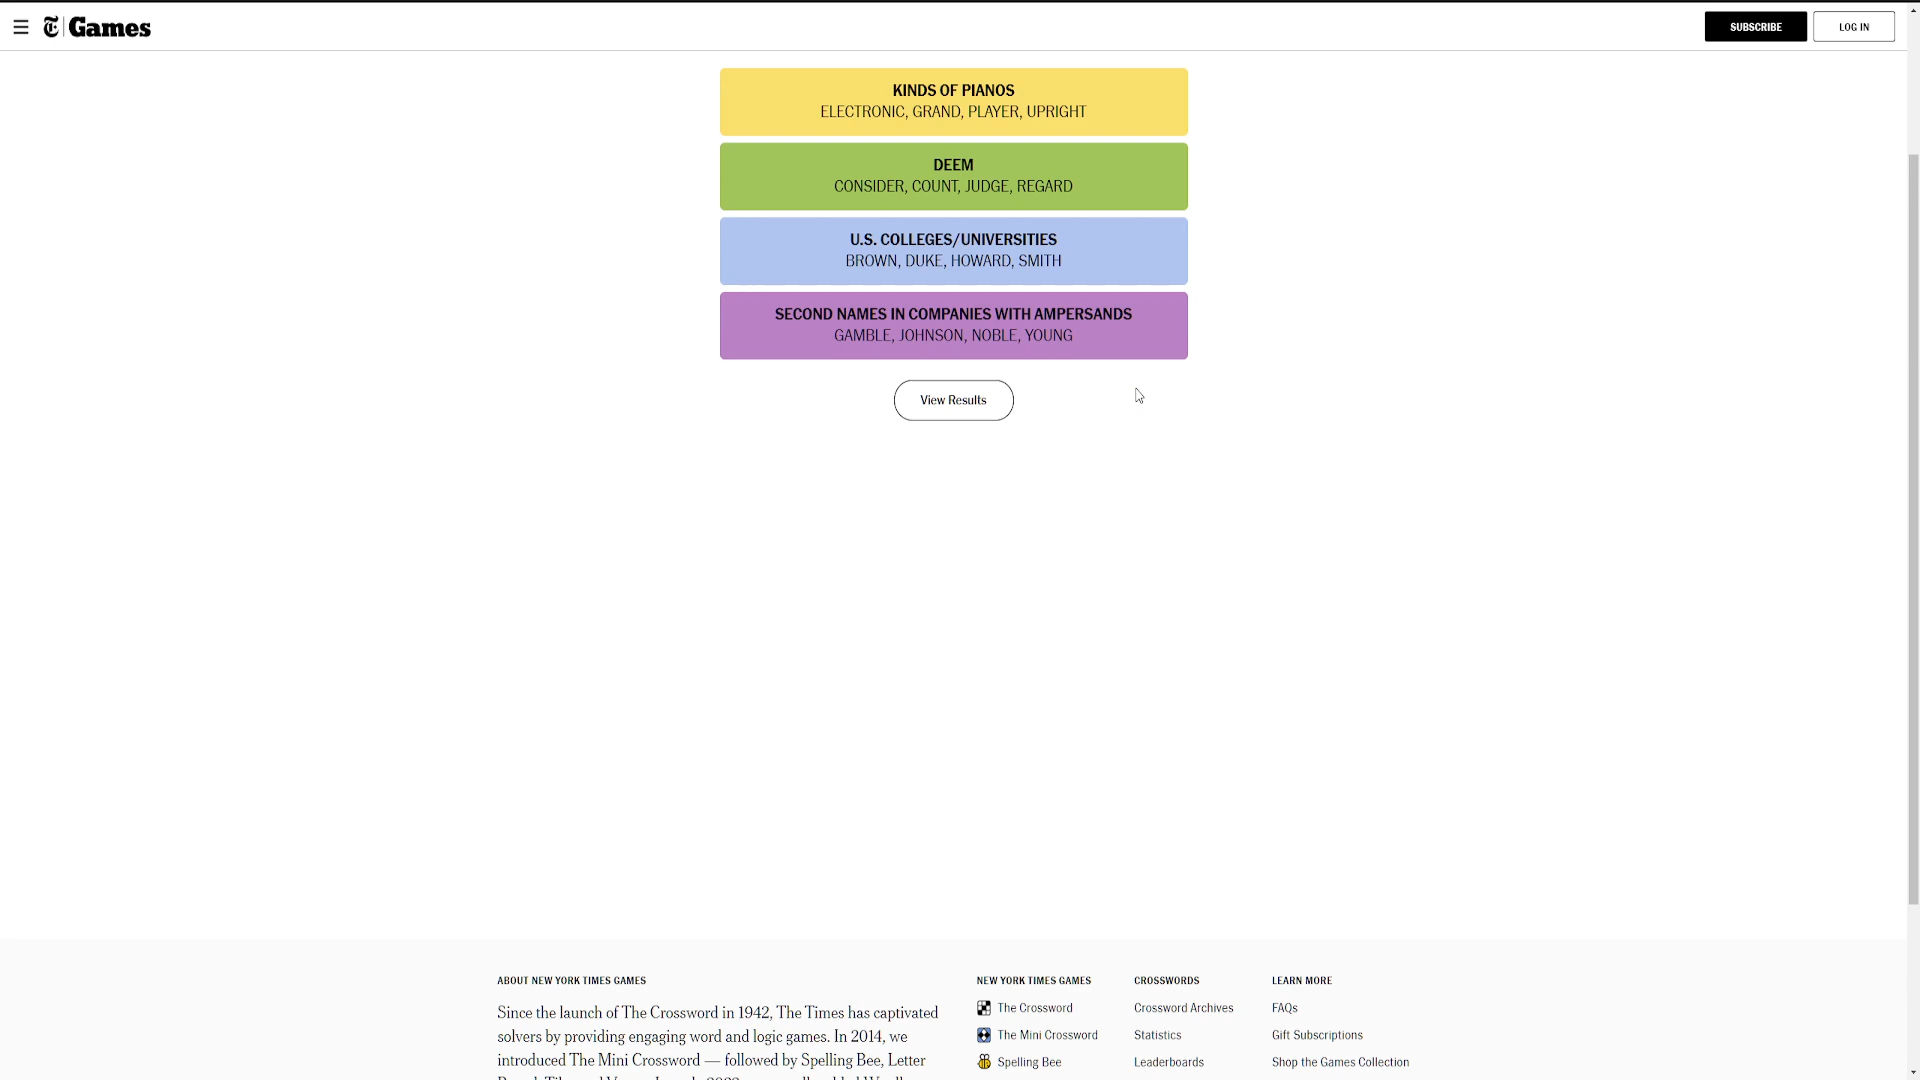 T Games
SUBSCRIBE
LOG IN
KINDS OF PIANOS
ELECTRONIC, GRAND, PLAYER, UPRIGHT
DEEM
CONSIDER, COUNT, JUDGE, REGARD
U.S. COLLEGES/UNIVERSITIES
BROWN, DUKE, HOWARD, SMITH
SECOND NAMES IN COMPANIES WITH AMPERSANDS
GAMBLE, JOHNSON, NOBLE, YOUNG
View Results
ABOUT NEW YORK TIMES GAMES
Since the launch of The Crossword in 1942, The Times has captivated
solvers by providing engaging word and logic games. In 2014, we
introduced The Mini Crossword — followed by Spelling Bee, Letter
NEW YORK TIMES GAMES
The Crossword
The Mini Crossword
Spelling Bee
CROSSWORDS
Crossword Archives
Statistics
Leaderboards
LEARN MORE
FAQs
Gift Subscriptions
Shop the Games Collection